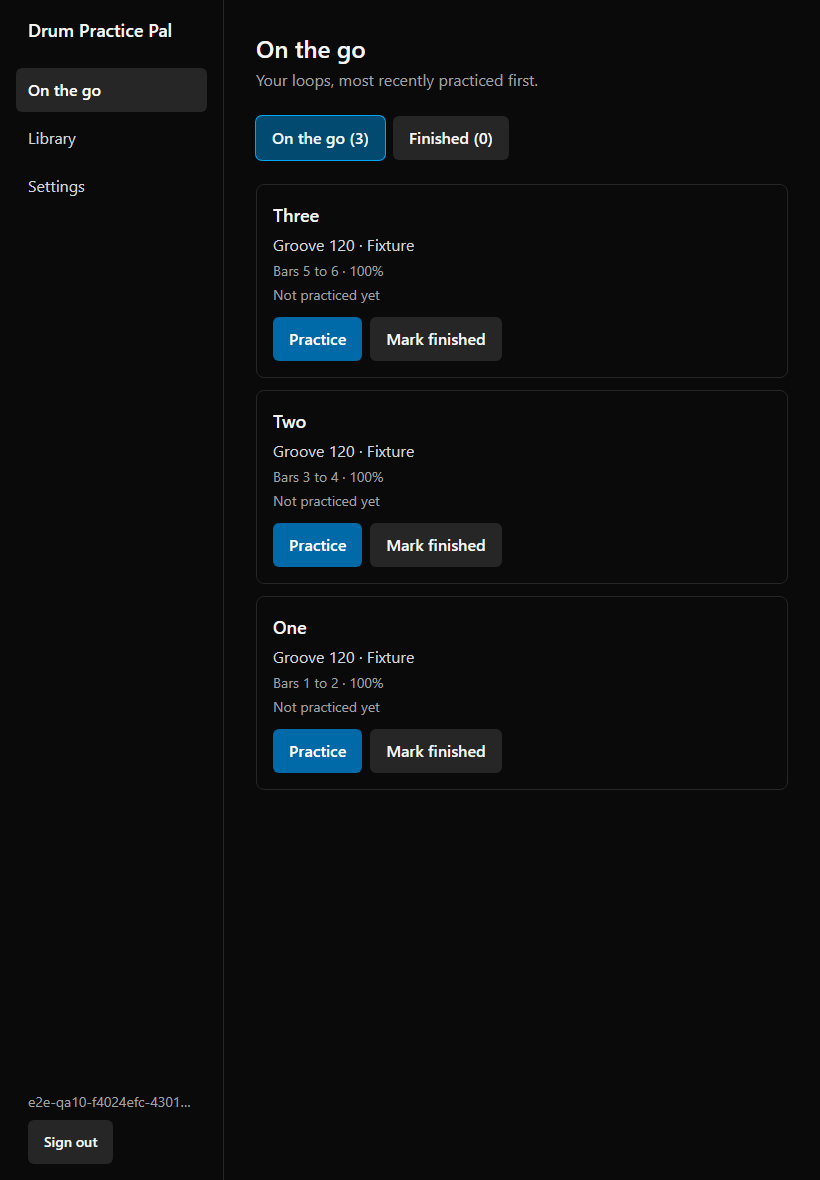 Drum Practice Pal
On the go
Library
Settings
e2e-qa10-f4024efc-4301...
Sign out
On the go
Your loops, most recently practiced first.
On the go (3)
Finished (0)
Three
Groove 120 · Fixture
Bars 5 to 6 · 100%
Not practiced yet
Practice
Mark finished
Two
Groove 120 · Fixture
Bars 3 to 4 · 100%
Not practiced yet
Practice
Mark finished
One
Groove 120 · Fixture
Bars 1 to 2 · 100%
Not practiced yet
Practice
Mark finished